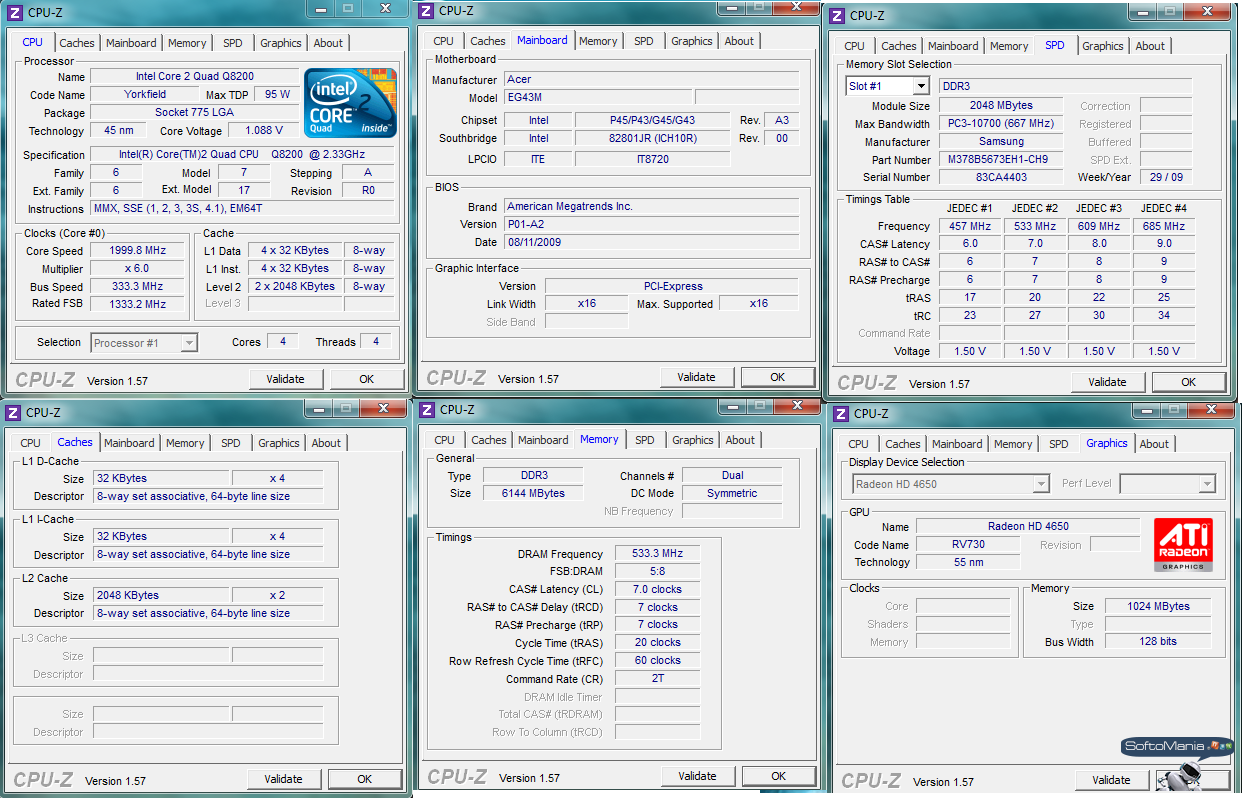 CPU-Z
CPU Caches Mainboard Memory SPD Graphics About
Processor
Name Intel Core 2 Quad Q8200
Code Name Yorkfield Max TDP 95 W
Package Socket 775 LGA
Technology 45 nm Core Voltage 1.088 V
intel CORE 2 Quad inside™
Specification Intel(R) Core(TM)2 Quad CPU Q8200 @ 2.33GHz
Family 6 Model 7 Stepping A
Ext. Family 6 Ext. Model 17 Revision R0
Instructions MMX, SSE (1, 2, 3, 3S, 4.1), EM64T
Clocks (Core #0)
Core Speed 1999.8 MHz
Multiplier x 6.0
Bus Speed 333.3 MHz
Rated FSB 1333.2 MHz
Cache
L1 Data 4 x 32 KBytes 8-way
L1 Inst. 4 x 32 KBytes 8-way
Level 2 2 x 2048 KBytes 8-way
Level 3
Selection Processor #1 Cores 4 Threads 4
CPU-Z Version 1.57 Validate OK
CPU-Z
CPU Caches Mainboard Memory SPD Graphics About
Motherboard
Manufacturer Acer
Model EG43M
Chipset Intel P45/P43/G45/G43 Rev. A3
Southbridge Intel 82801JR (ICH10R) Rev. 00
LPCIO ITE IT8720
BIOS
Brand American Megatrends Inc.
Version P01-A2
Date 08/11/2009
Graphic Interface
Version PCI-Express
Link Width x16 Max. Supported x16
Side Band
CPU-Z Version 1.57 Validate OK
CPU-Z
CPU Caches Mainboard Memory SPD Graphics About
Memory Slot Selection
Slot #1 DDR3
Module Size 2048 MBytes Correction
Max Bandwidth PC3-10700 (667 MHz) Registered
Manufacturer Samsung Buffered
Part Number M378B5673EH1-CH9 SPD Ext.
Serial Number 83CA4403 Week/Year 29 / 09
Timings Table
JEDEC #1 JEDEC #2 JEDEC #3 JEDEC #4
Frequency 457 MHz 533 MHz 609 MHz 685 MHz
CAS# Latency 6.0 7.0 8.0 9.0
RAS# to CAS# 6 7 8 9
RAS# Precharge 6 7 8 9
tRAS 17 20 22 25
tRC 23 27 30 34
Command Rate
Voltage 1.50 V 1.50 V 1.50 V 1.50 V
CPU-Z Version 1.57 Validate OK
CPU-Z
CPU Caches Mainboard Memory SPD Graphics About
L1 D-Cache
Size 32 KBytes x 4
Descriptor 8-way set associative, 64-byte line size
L1 I-Cache
Size 32 KBytes x 4
Descriptor 8-way set associative, 64-byte line size
L2 Cache
Size 2048 KBytes x 2
Descriptor 8-way set associative, 64-byte line size
L3 Cache
Size
Descriptor
Size
Descriptor
CPU-Z Version 1.57 Validate OK
CPU-Z
CPU Caches Mainboard Memory SPD Graphics About
General
Type DDR3 Channels # Dual
Size 6144 MBytes DC Mode Symmetric
NB Frequency
Timings
DRAM Frequency 533.3 MHz
FSB:DRAM 5:8
CAS# Latency (CL) 7.0 clocks
RAS# to CAS# Delay (tRCD) 7 clocks
RAS# Precharge (tRP) 7 clocks
Cycle Time (tRAS) 20 clocks
Row Refresh Cycle Time (tRFC) 60 clocks
Command Rate (CR) 2T
DRAM Idle Timer
Total CAS# (tRDRAM)
Row To Column (tRCD)
CPU-Z Version 1.57 Validate OK
CPU-Z
CPU Caches Mainboard Memory SPD Graphics About
Display Device Selection
Radeon HD 4650 Perf Level
GPU
Name Radeon HD 4650
Code Name RV730 Revision
Technology 55 nm
ATI RADEON GRAPHICS
Clocks
Core
Shaders
Memory
Memory
Size 1024 MBytes
Type
Bus Width 128 bits
SoftoMania
CPU-Z Version 1.57 Validate